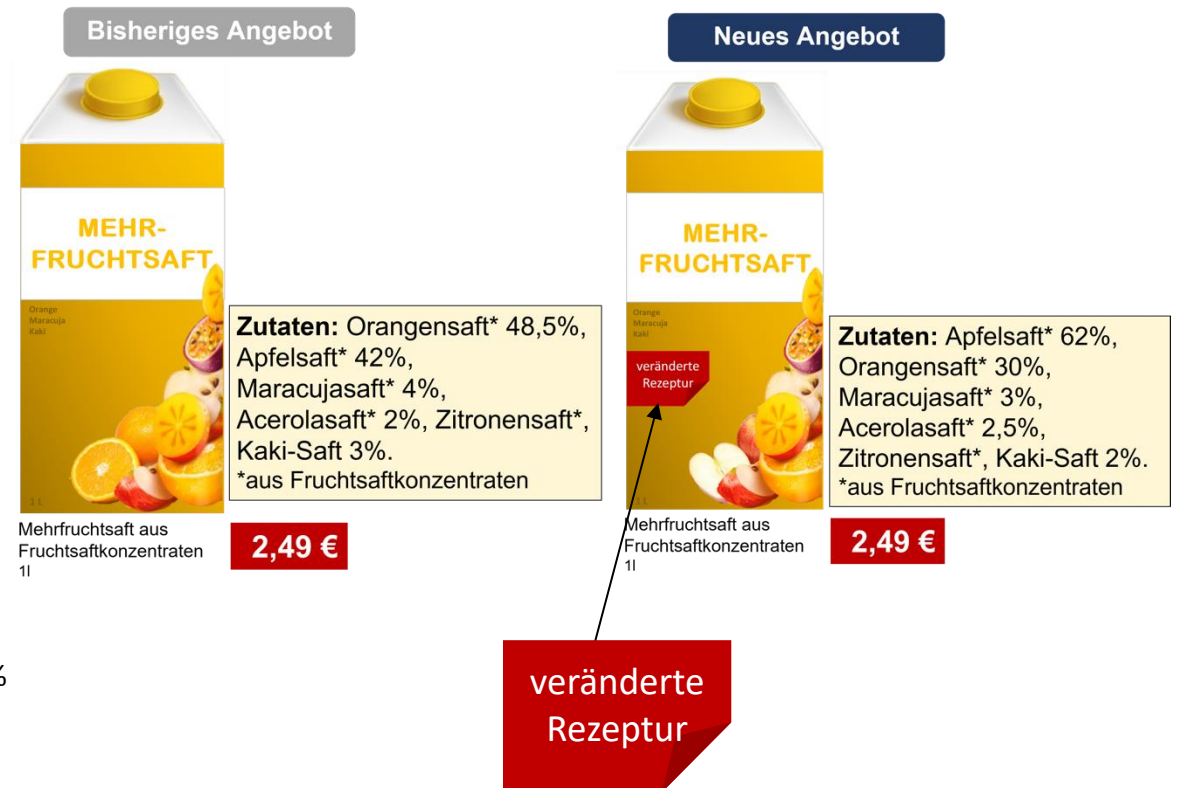 Bisheriges Angebot
MEHR-
FRUCHTSAFT
Orange
Maracuja
Kaki
1 L
Zutaten: Orangensaft* 48,5%,
Apfelsaft* 42%,
Maracujasaft* 4%,
Acerolasaft* 2%, Zitronensaft*,
Kaki-Saft 3%.
*aus Fruchtsaftkonzentraten
Mehrfruchtsaft aus
Fruchtsaftkonzentraten
1l
2,49 €
Neues Angebot
MEHR-
FRUCHTSAFT
Orange
Maracuja
Kaki
veränderte
Rezeptur
1 L
Zutaten: Apfelsaft* 62%,
Orangensaft* 30%,
Maracujasaft* 3%,
Acerolasaft* 2,5%,
Zitronensaft*, Kaki-Saft 2%.
*aus Fruchtsaftkonzentraten
Mehrfruchtsaft aus
Fruchtsaftkonzentraten
1l
2,49 €
%
veränderte
Rezeptur